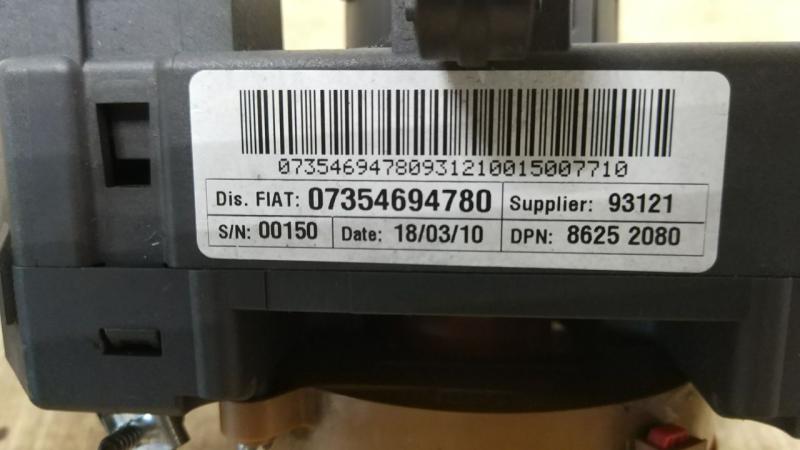 07354694780931210015007710
Dis. FIAT: 07354694780 Supplier: 93121
S/N: 00150 Date: 18/03/10 DPN: 8625 2080